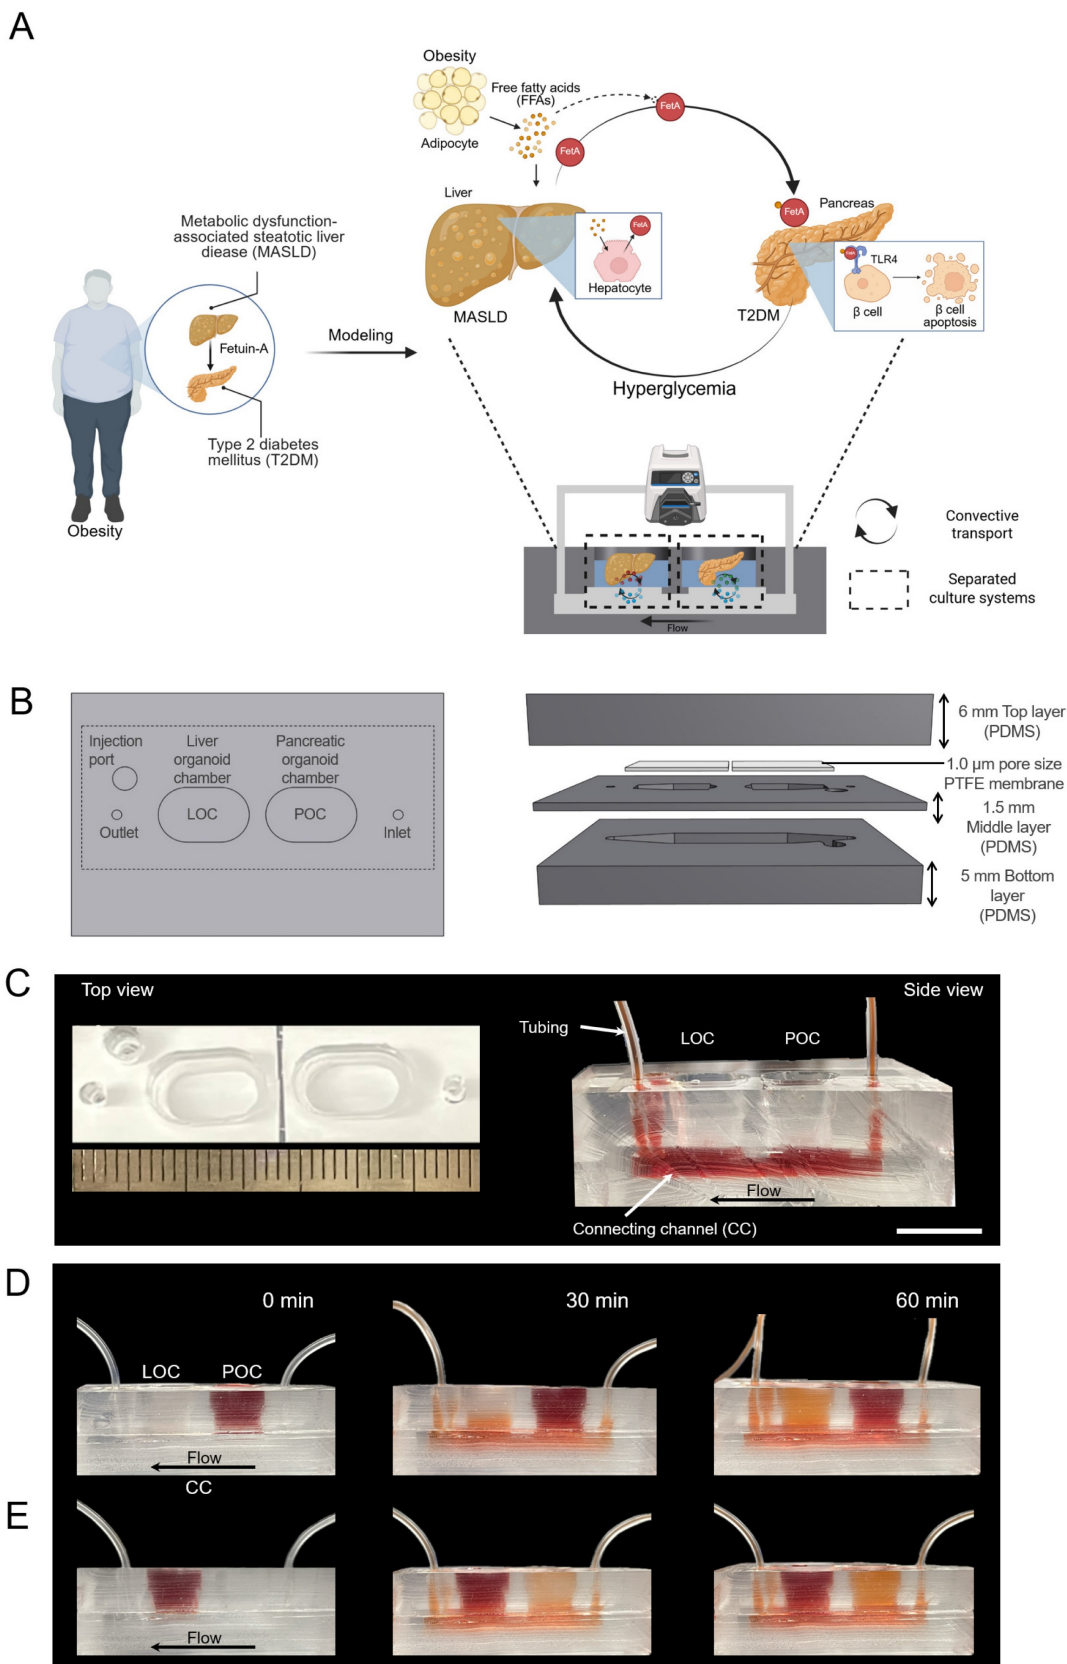 A
Obesity
Free fatty acids
(FFAs)
Adipocyte
FetA
FetA
Liver
FetA
Pancreas
FetA
Hepatocyte
FetA
TLR4
β cell
β cell
apoptosis
MASLD
T2DM
Hyperglycemia
Metabolic dysfunction-
associated steatotic liver
diease (MASLD)
Fetuin-A
Modeling
Type 2 diabetes
mellitus (T2DM)
Obesity
Flow
Convective
transport
Separated
culture systems
B
Injection
port
Liver
organoid
chamber
Pancreatic
organoid
chamber
LOC
POC
Outlet
Inlet
6 mm Top layer
(PDMS)
1.0 µm pore size
PTFE membrane
1.5 mm
Middle layer
(PDMS)
5 mm Bottom
layer
(PDMS)
C
Top view
Side view
Tubing
LOC
POC
Flow
Connecting channel (CC)
D
0 min
30 min
60 min
LOC
POC
Flow
CC
E
Flow